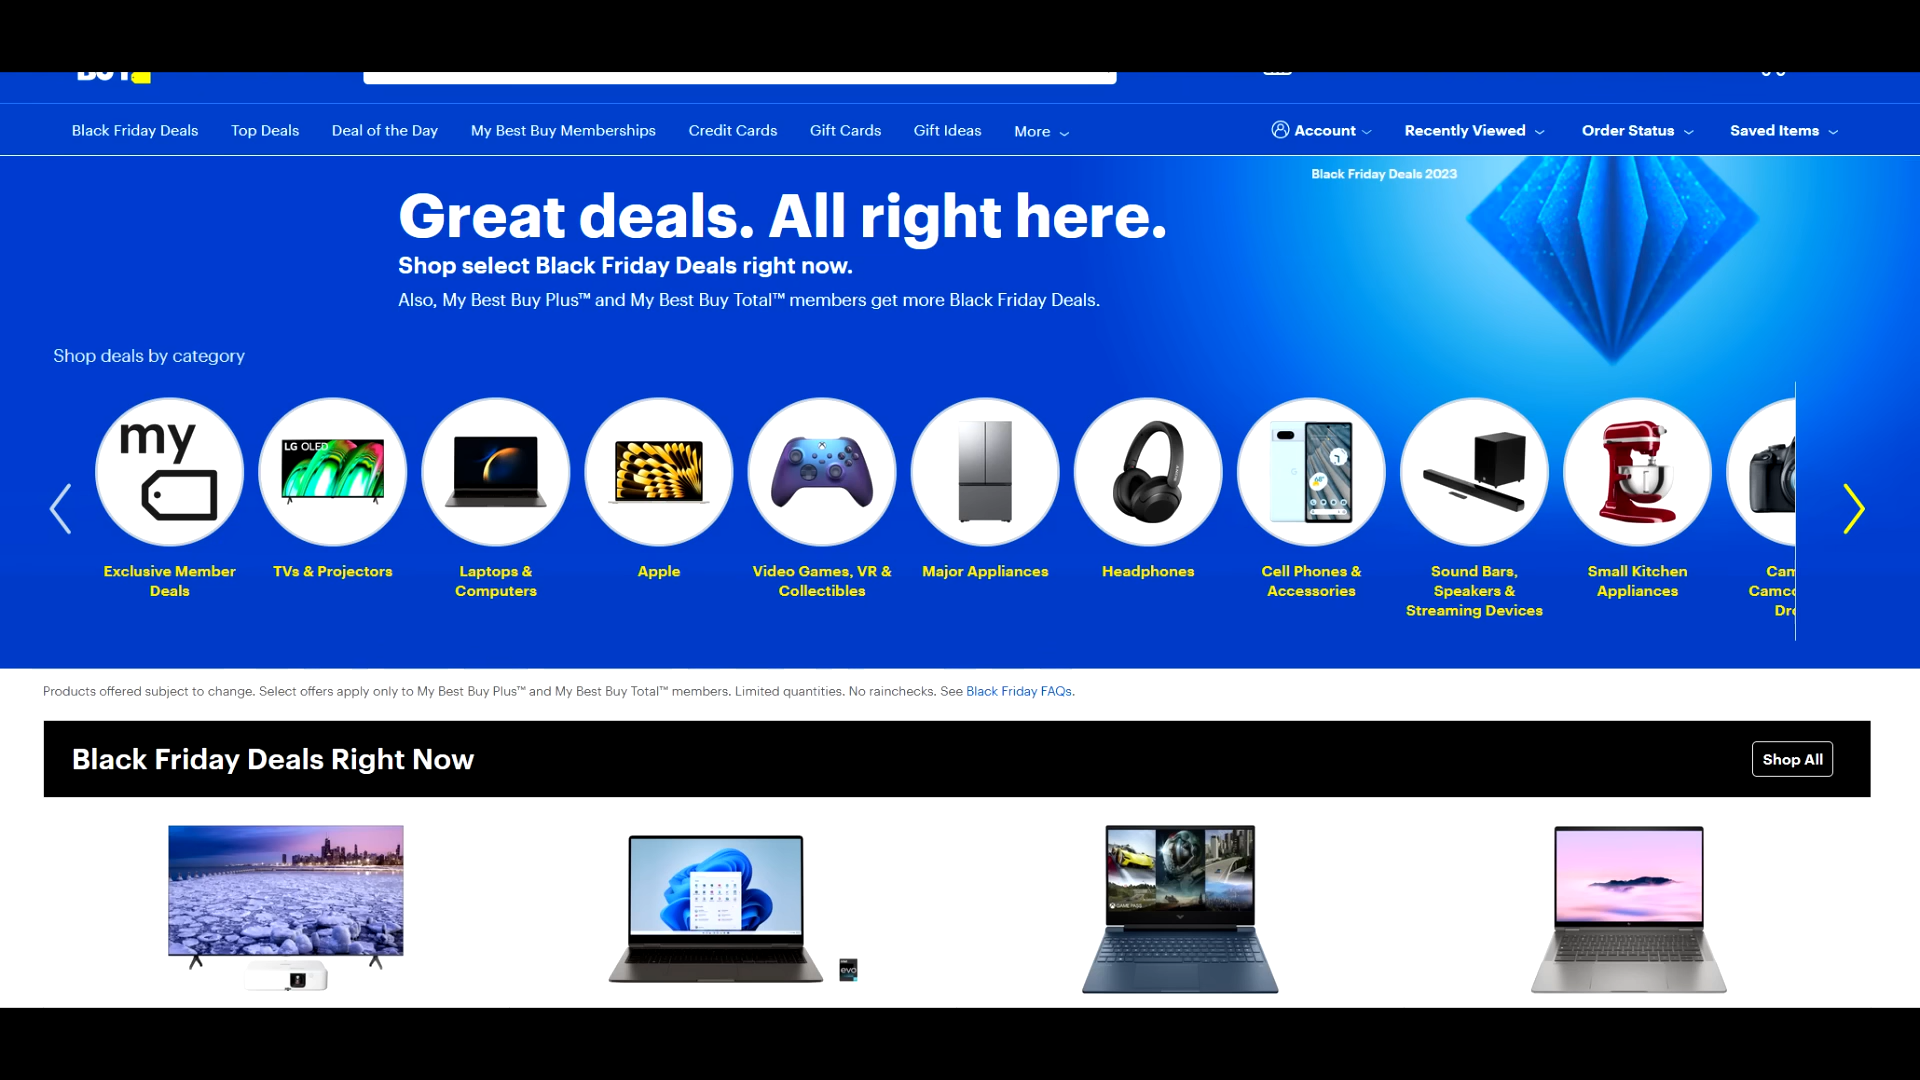 BUY
Black Friday Deals
Top Deals
Deal of the Day
My Best Buy Memberships
Credit Cards
Gift Cards
Gift Ideas
More
Account
Recently Viewed
Order Status
Saved Items
Black Friday Deals 2023
Great deals. All right here.
Shop select Black Friday Deals right now.
Also, My Best Buy Plus™ and My Best Buy Total™ members get more Black Friday Deals.
Shop deals by category
my
LG OLED
Exclusive Member
Deals
TVs & Projectors
Laptops &
Computers
Apple
Video Games, VR &
Collectibles
Major Appliances
Headphones
Cell Phones &
Accessories
Sound Bars,
Speakers &
Streaming Devices
Small Kitchen
Appliances
Products offered subject to change. Select offers apply only to My Best Buy Plus™ and My Best Buy Total™ members. Limited quantities. No rainchecks. See Black Friday FAQs.
Black Friday Deals Right Now
Shop All
evo
GAME PASS